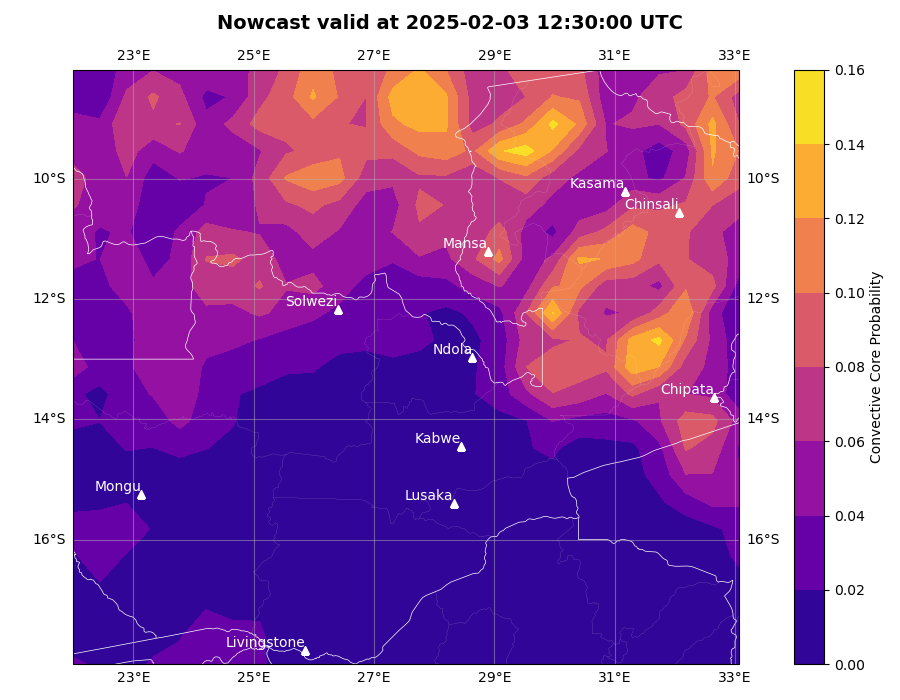 Nowcast valid at 2025-02-03 12:30:00 UTC
23°E 25°E 27°E 29°E 31°E 33°E
0.16
0.14
10°S Kasama 10°S
Chinsali
0.12
Mansa
0.10
12°S Solwezi 12°S
Ndola
0.08
Chipata
14°S 14°S
Kabwe
0.06
Mongu
Lusaka
0.04
16°S 16°S
0.02
Livingstone
0.00
23°E 25°E 27°E 29°E 31°E 33°E
Convective Core Probability